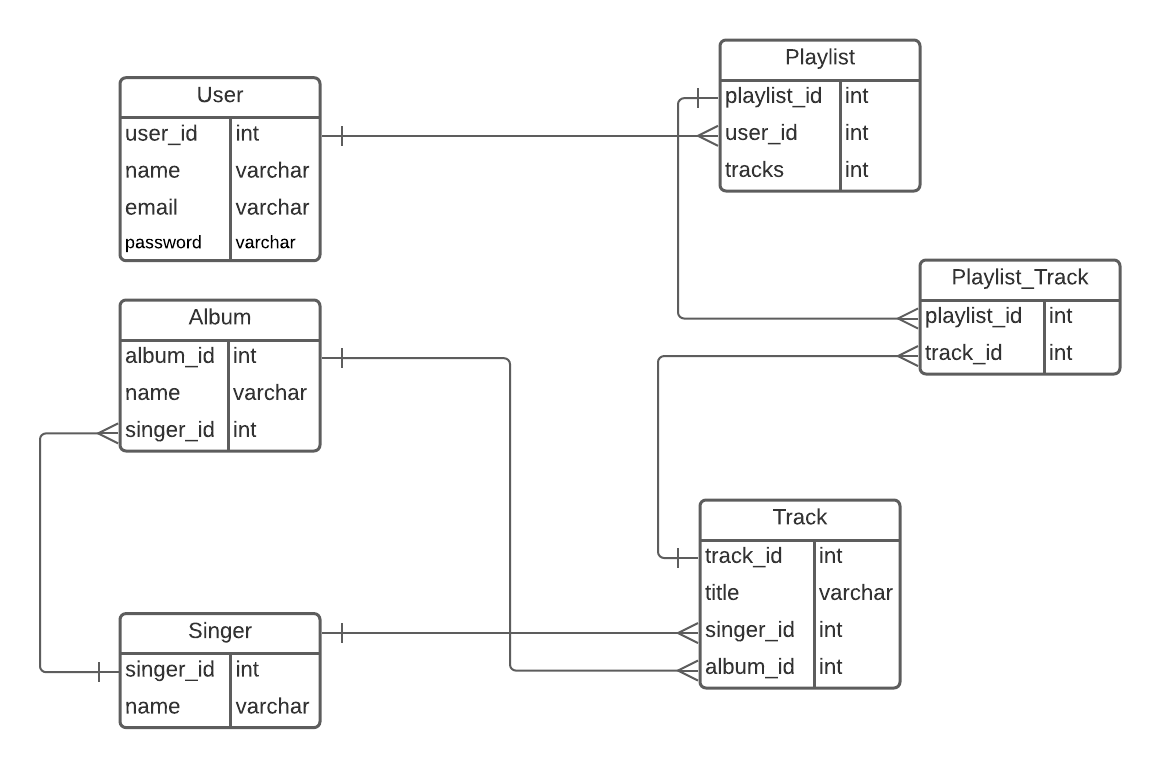 User
user_id int
name varchar
email varchar
password varchar
Playlist
playlist_id int
user_id int
tracks int
Album
album_id int
name varchar
singer_id int
Playlist_Track
playlist_id int
track_id int
Track
track_id int
title varchar
singer_id int
album_id int
Singer
singer_id int
name varchar